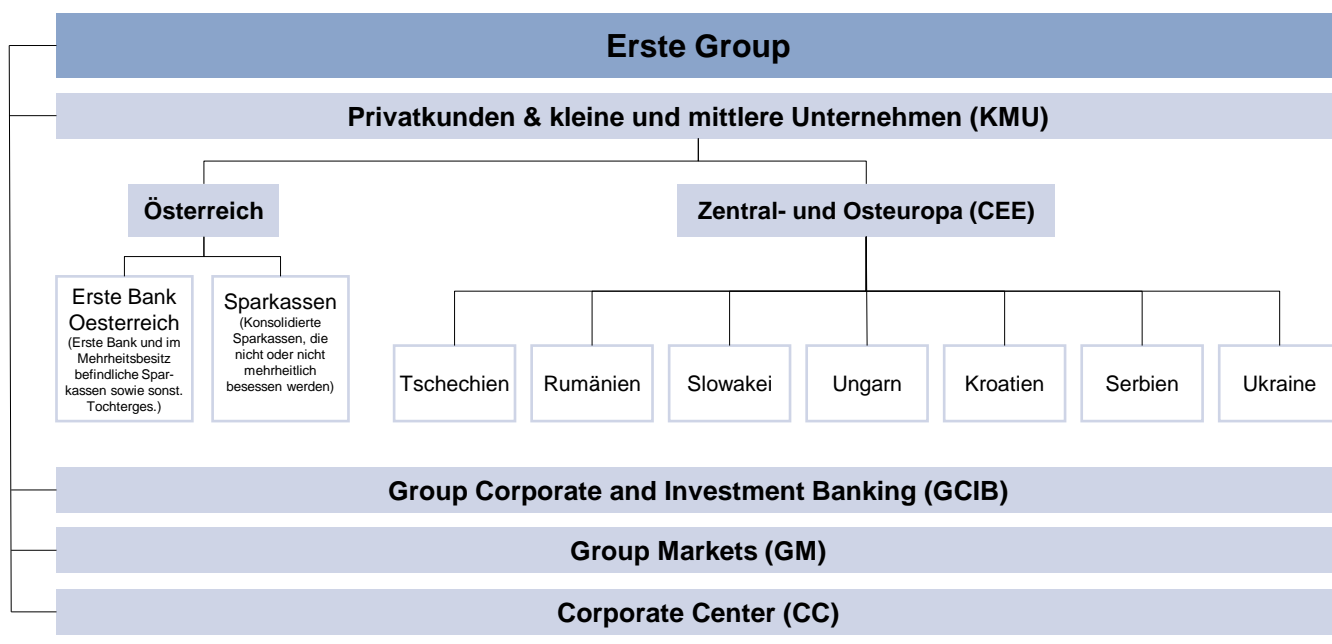 Erste Group
Privatkunden & kleine und mittlere Unternehmen (KMU)
Österreich
Zentral- und Osteuropa (CEE)
Erste Bank
Oesterreich
(Erste Bank und im
Mehrheitsbesitz
befindliche Spar-
kassen sowie sonst.
Tochterges.)
Sparkassen
(Konsolidierte
Sparkassen, die
nicht oder nicht
mehrheitlich
besessen werden)
Tschechien
Rumänien
Slowakei
Ungarn
Kroatien
Serbien
Ukraine
Group Corporate and Investment Banking (GCIB)
Group Markets (GM)
Corporate Center (CC)